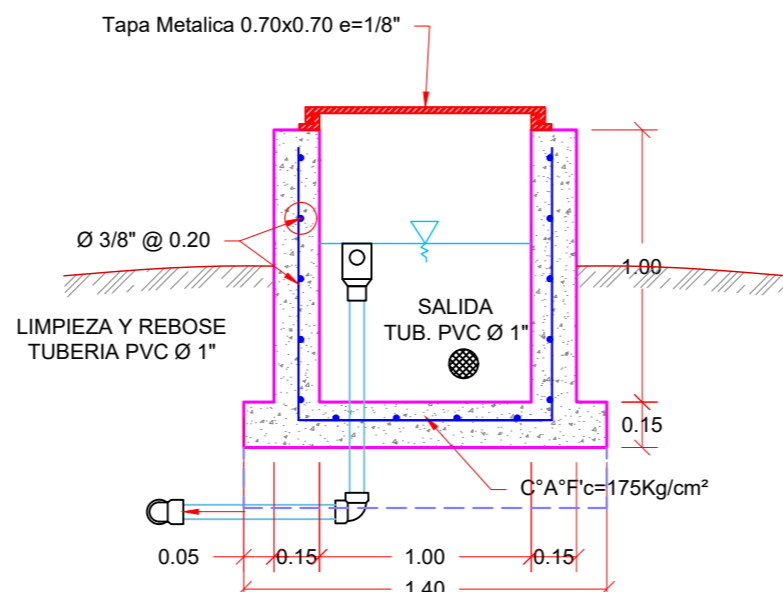 Tapa Metalica 0.70x0.70 e=1/8"
Ø 3/8" @ 0.20
1.00
LIMPIEZA Y REBOSE
TUBERIA PVC Ø 1"
SALIDA
TUB. PVC Ø 1"
0.15
C°A°F'c=175Kg/cm²
0.05
0.15
1.00
0.15
1.40